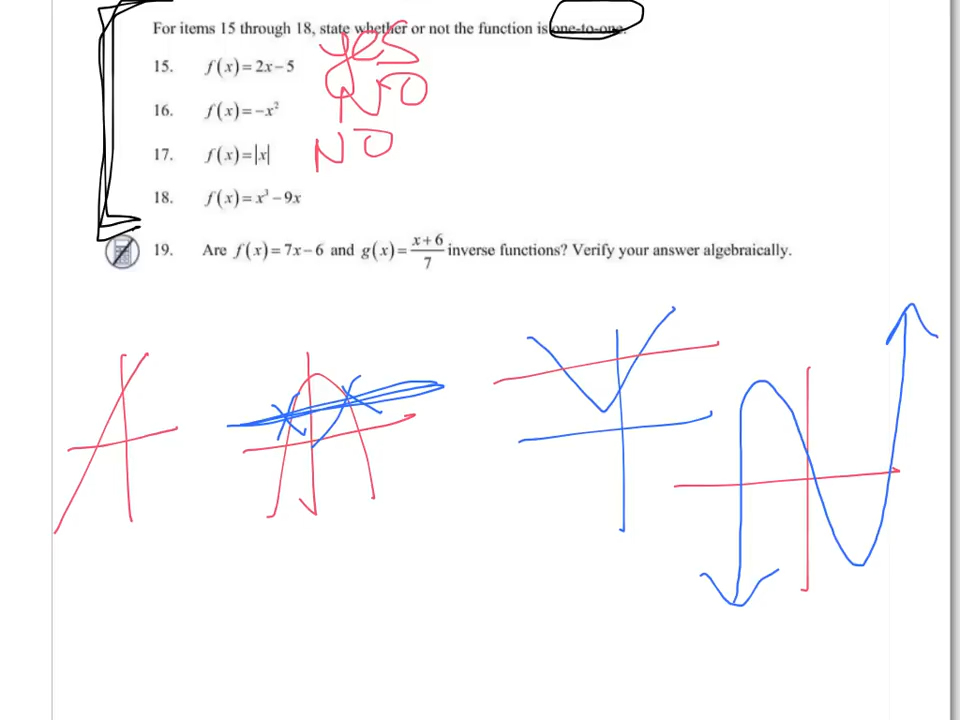 For items 15 through 18, state whether or not the function is one-to-one.
yes
15. f(x)=2x−5
NO
16. f(x)=−x²
NO
17. f(x)=|x|
18. f(x)=x³−9x
19. Are f(x)=7x−6 and g(x)=(x+6)/7 inverse functions? Verify your answer algebraically.